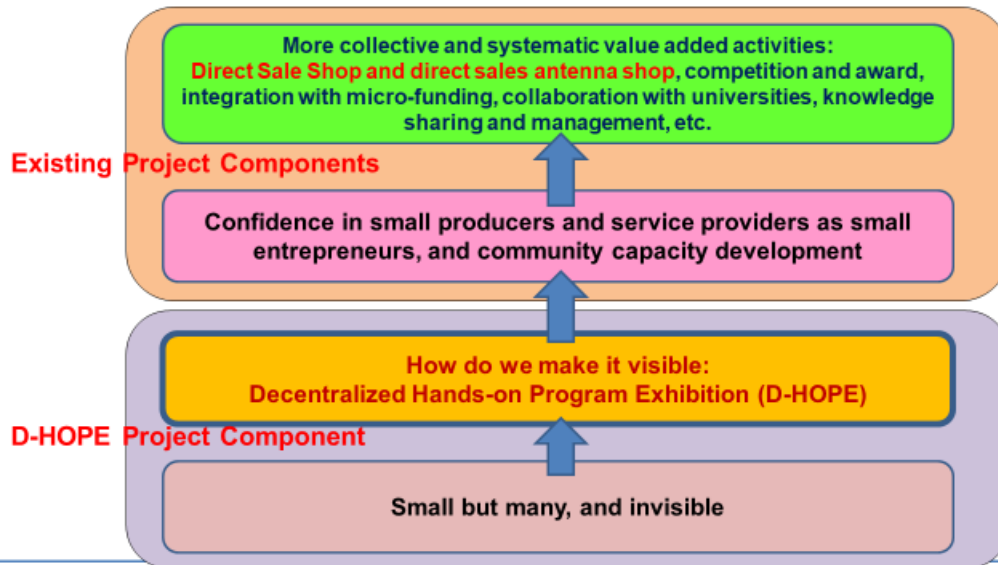 More collective and systematic value added activities:
Direct Sale Shop and direct sales antenna shop, competition and award,
integration with micro-funding, collaboration with universities, knowledge
sharing and management, etc.
Existing Project Components
Confidence in small producers and service providers as small
entrepreneurs, and community capacity development
How do we make it visible:
Decentralized Hands-on Program Exhibition (D-HOPE)
D-HOPE Project Component
Small but many, and invisible